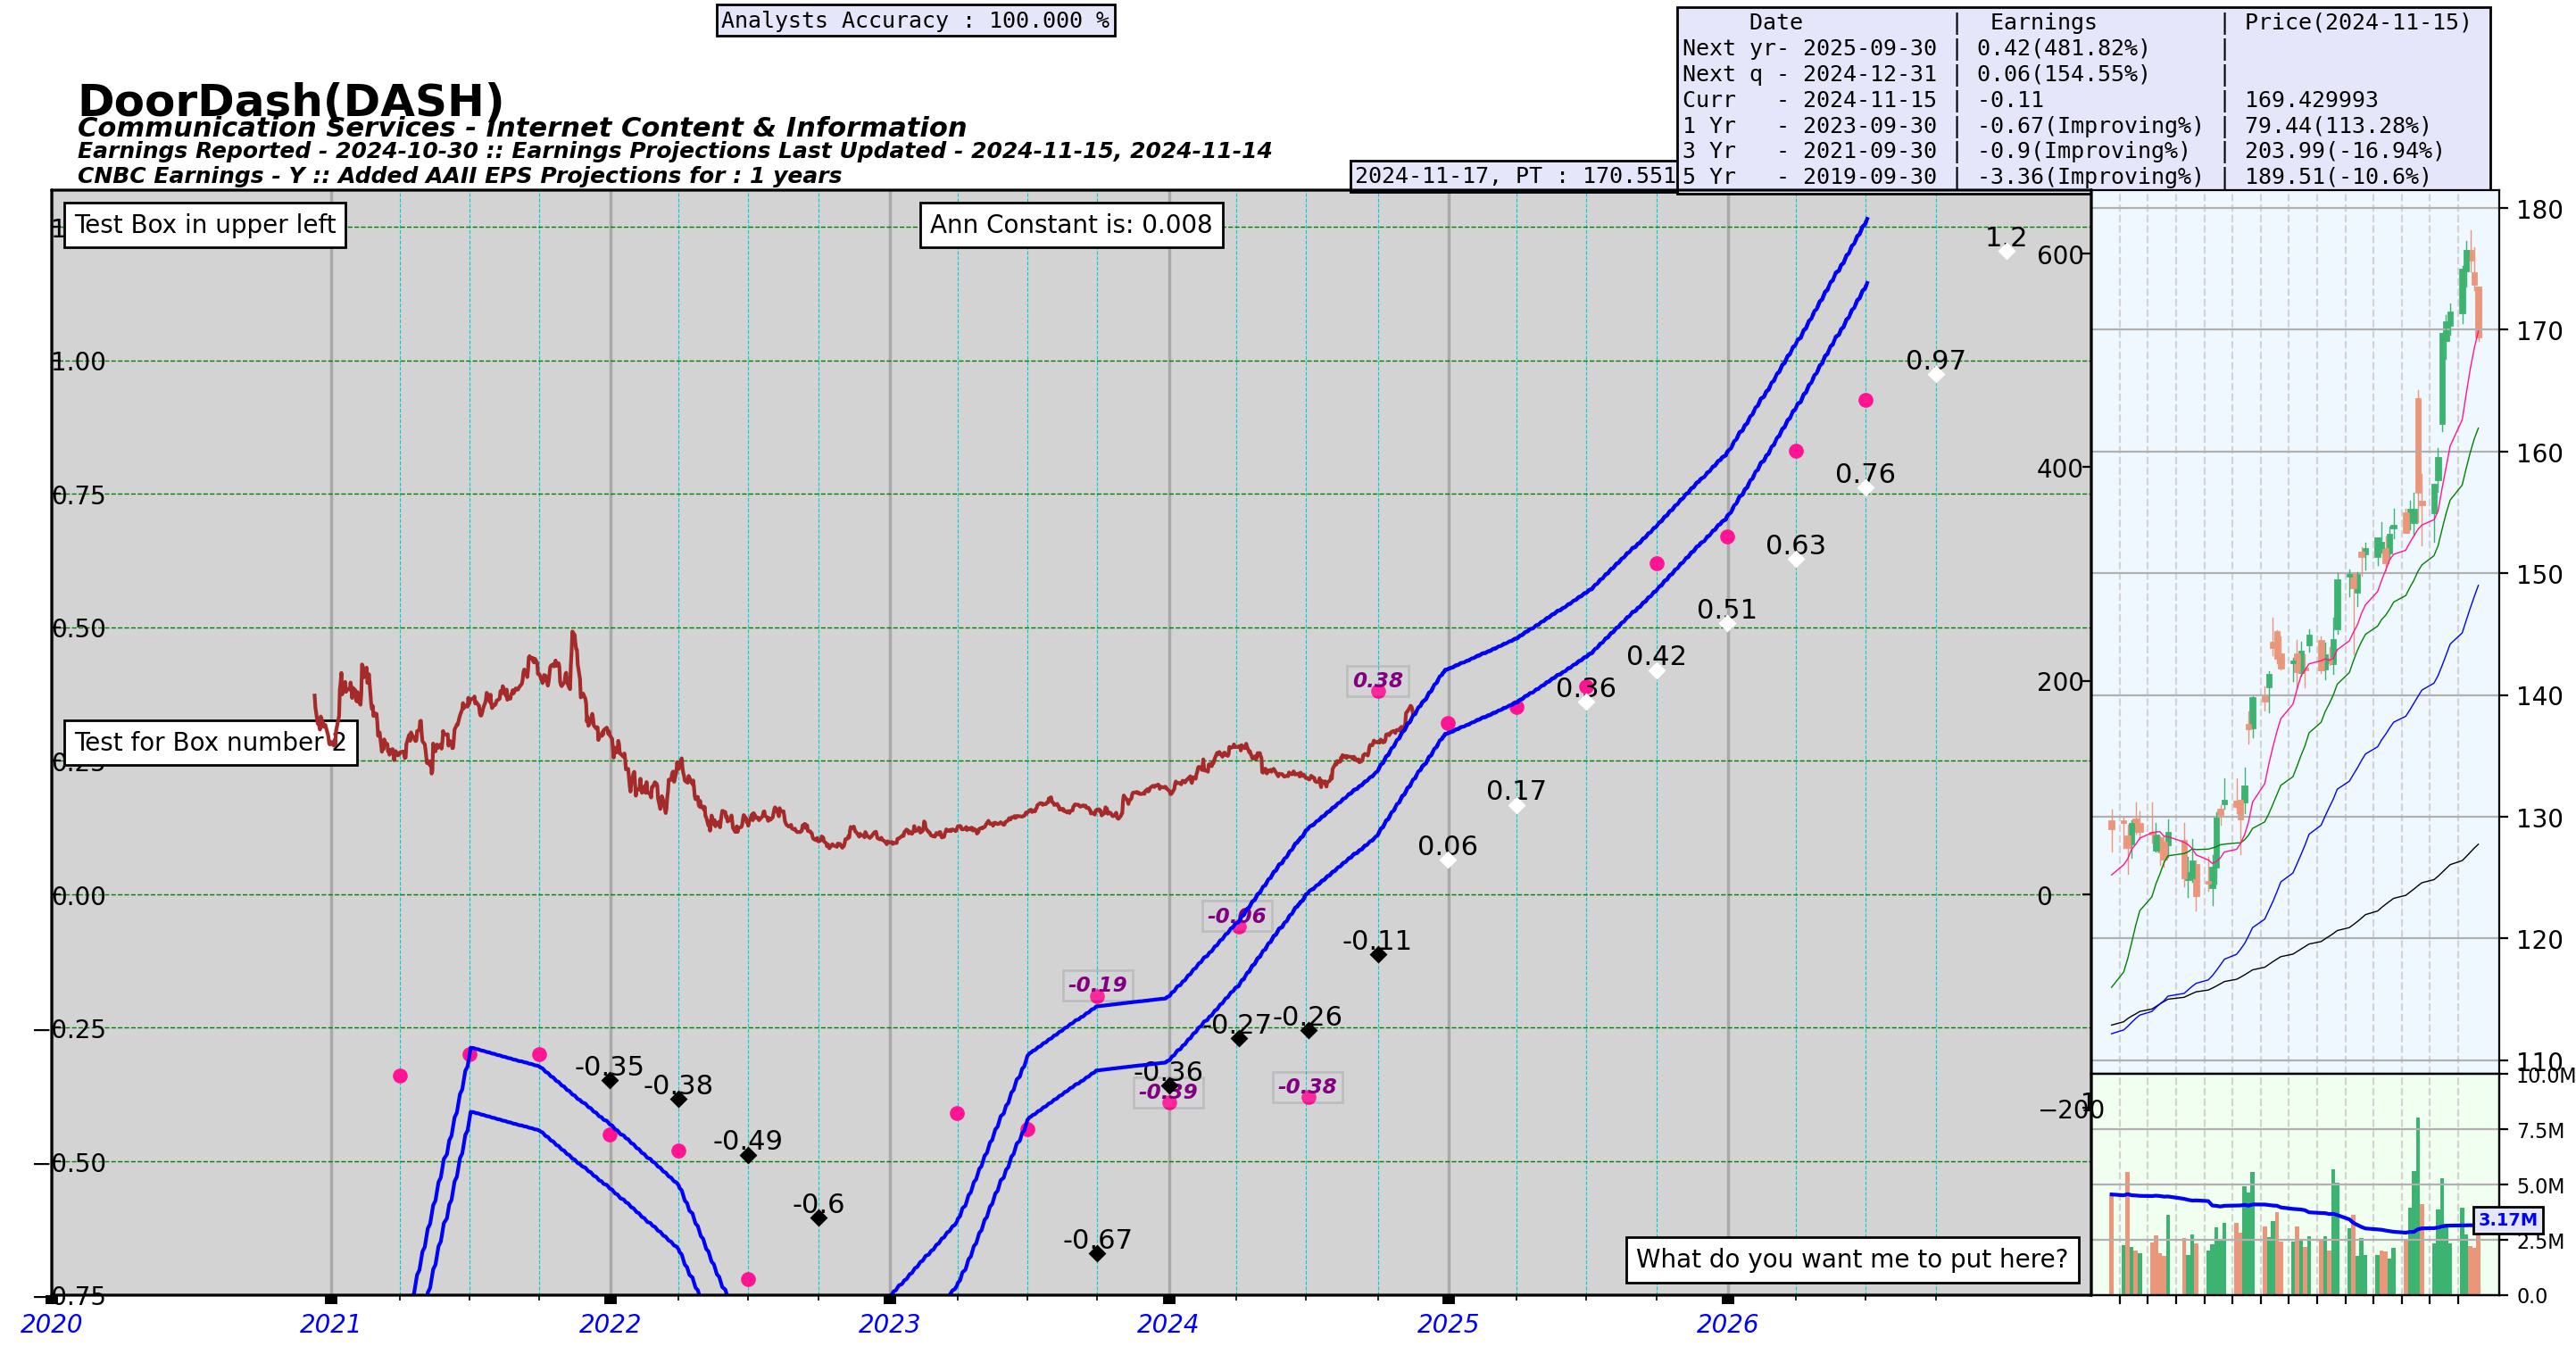 Analysts Accuracy : 100.000 %
Date | Earnings | Price(2024-11-15)
Next yr- 2025-09-30 | 0.42(481.82%) |
Next q - 2024-12-31 | 0.06(154.55%) |
Curr - 2024-11-15 | -0.11 | 169.429993
1 Yr - 2023-09-30 | -0.67(Improving%) | 79.44(113.28%)
3 Yr - 2021-09-30 | -0.9(Improving%) | 203.99(-16.94%)
5 Yr - 2019-09-30 | -3.36(Improving%) | 189.51(-10.6%)
DoorDash(DASH)
Communication Services - Internet Content & Information
Earnings Reported - 2024-10-30 :: Earnings Projections Last Updated - 2024-11-15, 2024-11-14
CNBC Earnings - Y :: Added AAII EPS Projections for : 1 years
2024-11-17, PT : 170.551
Test Box in upper left
Ann Constant is: 0.008
1.2
0.97
0.76
0.63
0.51
0.42
0.36
0.38
0.17
0.06
-0.06
-0.11
-0.19
-0.27
-0.26
-0.36
-0.39
-0.38
-0.35
-0.38
-0.49
-0.6
-0.67
Test for Box number 2
What do you want me to put here?
1.00
0.75
0.50
0.25
0.00
−0.25
−0.50
−0.75
600
400
200
0
−200
180
170
160
150
140
130
120
110
10.0M
7.5M
5.0M
3.17M
2.5M
0.0
2020
2021
2022
2023
2024
2025
2026